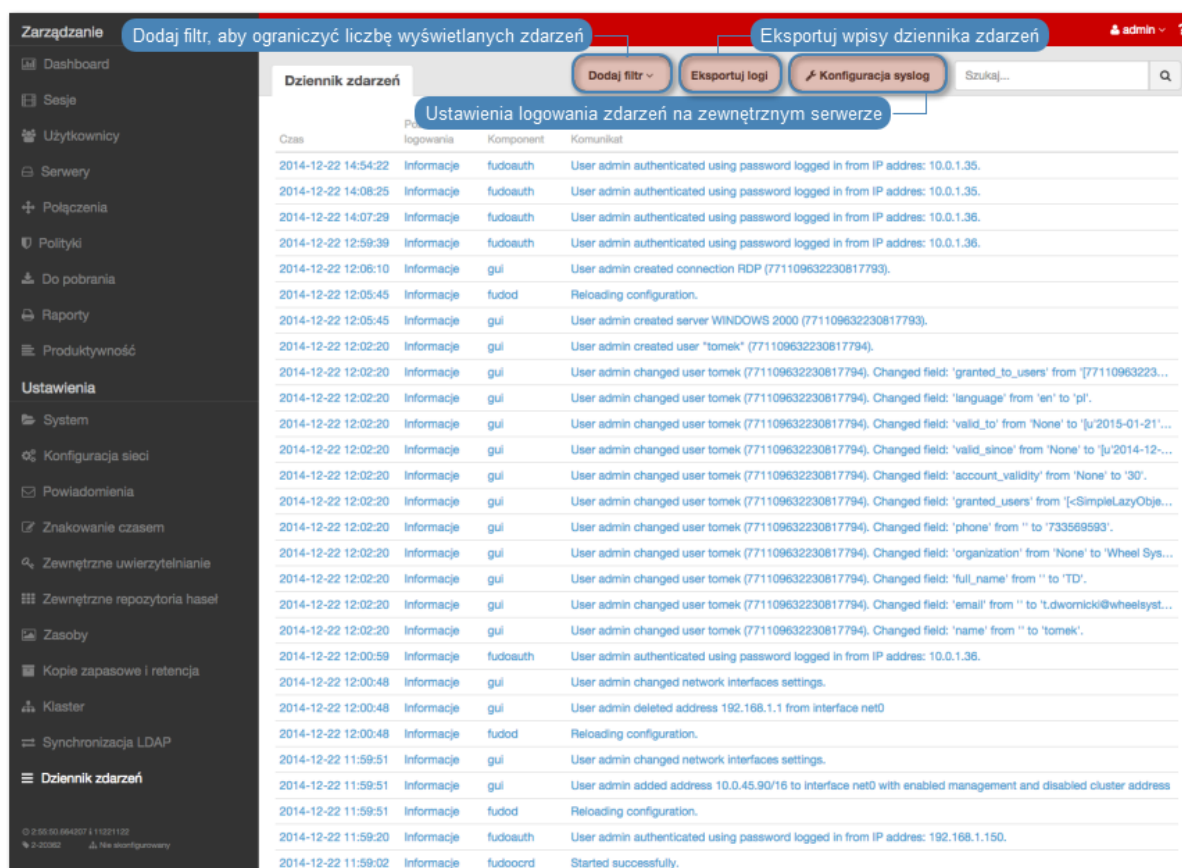 Zarządzanie
Dodaj filtr, aby ograniczyć liczbę wyświetlanych zdarzeń
Eksportuj wpisy dziennika zdarzeń
admin
?
Dashboard
Sesje
Użytkownicy
Serwery
Połączenia
Polityki
Do pobrania
Raporty
Produktywność
Ustawienia
System
Konfiguracja sieci
Powiadomienia
Znakowanie czasem
Zewnętrzne uwierzytelnianie
Zewnętrzne repozytoria haseł
Zasoby
Kopie zapasowe i retencja
Klaster
Synchronizacja LDAP
Dziennik zdarzeń
2-20362 Nie skonfigurowany
Dziennik zdarzeń
Dodaj filtr
Eksportuj logi
Konfiguracja syslog
Szukaj...
Ustawienia logowania zdarzeń na zewnętrznym serwerze
Czas logowania Komponent Komunikat
2014-12-22 14:54:22 Informacje fudoauth User admin authenticated using password logged in from IP addres: 10.0.1.35.
2014-12-22 14:08:25 Informacje fudoauth User admin authenticated using password logged in from IP addres: 10.0.1.35.
2014-12-22 14:07:29 Informacje fudoauth User admin authenticated using password logged in from IP addres: 10.0.1.36.
2014-12-22 12:59:39 Informacje fudoauth User admin authenticated using password logged in from IP addres: 10.0.1.36.
2014-12-22 12:06:10 Informacje gui User admin created connection RDP (771109632230817793).
2014-12-22 12:05:45 Informacje fudod Reloading configuration.
2014-12-22 12:05:45 Informacje gui User admin created server WINDOWS 2000 (771109632230817793).
2014-12-22 12:02:20 Informacje gui User admin created user "tomek" (771109632230817794).
2014-12-22 12:02:20 Informacje gui User admin changed user tomek (771109632230817794). Changed field: 'granted_to_users' from '[77110963223...
2014-12-22 12:02:20 Informacje gui User admin changed user tomek (771109632230817794). Changed field: 'language' from 'en' to 'pl'.
2014-12-22 12:02:20 Informacje gui User admin changed user tomek (771109632230817794). Changed field: 'valid_to' from 'None' to '[u'2015-01-21'...
2014-12-22 12:02:20 Informacje gui User admin changed user tomek (771109632230817794). Changed field: 'valid_since' from 'None' to '[u'2014-12-...
2014-12-22 12:02:20 Informacje gui User admin changed user tomek (771109632230817794). Changed field: 'account_validity' from 'None' to '30'.
2014-12-22 12:02:20 Informacje gui User admin changed user tomek (771109632230817794). Changed field: 'granted_users' from '[<SimpleLazyObje...
2014-12-22 12:02:20 Informacje gui User admin changed user tomek (771109632230817794). Changed field: 'phone' from '' to '733569593'.
2014-12-22 12:02:20 Informacje gui User admin changed user tomek (771109632230817794). Changed field: 'organization' from 'None' to 'Wheel Sys...
2014-12-22 12:02:20 Informacje gui User admin changed user tomek (771109632230817794). Changed field: 'full_name' from '' to 'TD'.
2014-12-22 12:02:20 Informacje gui User admin changed user tomek (771109632230817794). Changed field: 'email' from '' to 't.dwornicki@wheelsyst...
2014-12-22 12:02:20 Informacje gui User admin changed user tomek (771109632230817794). Changed field: 'name' from '' to 'tomek'.
2014-12-22 12:00:59 Informacje fudoauth User admin authenticated using password logged in from IP addres: 10.0.1.36.
2014-12-22 12:00:48 Informacje gui User admin changed network interfaces settings.
2014-12-22 12:00:48 Informacje gui User admin deleted address 192.168.1.1 from interface net0
2014-12-22 12:00:48 Informacje fudod Reloading configuration.
2014-12-22 11:59:51 Informacje gui User admin changed network interfaces settings.
2014-12-22 11:59:51 Informacje gui User admin added address 10.0.45.90/16 to interface net0 with enabled management and disabled cluster address
2014-12-22 11:59:51 Informacje fudod Reloading configuration.
2014-12-22 11:59:20 Informacje fudoauth User admin authenticated using password logged in from IP addres: 192.168.1.150.
2014-12-22 11:59:02 Informacje fudoocrd Started successfully.